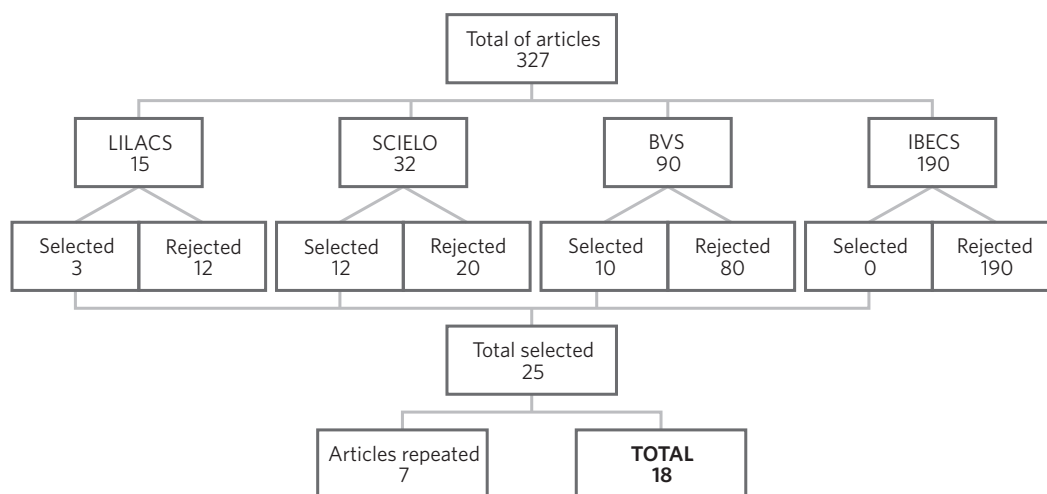 Total of articles
327
LILACS
15
SCIELO
32
BVS
90
IBECS
190
Selected
3
Rejected
12
Selected
12
Rejected
20
Selected
10
Rejected
80
Selected
0
Rejected
190
Total selected
25
Articles repeated
7
TOTAL
18